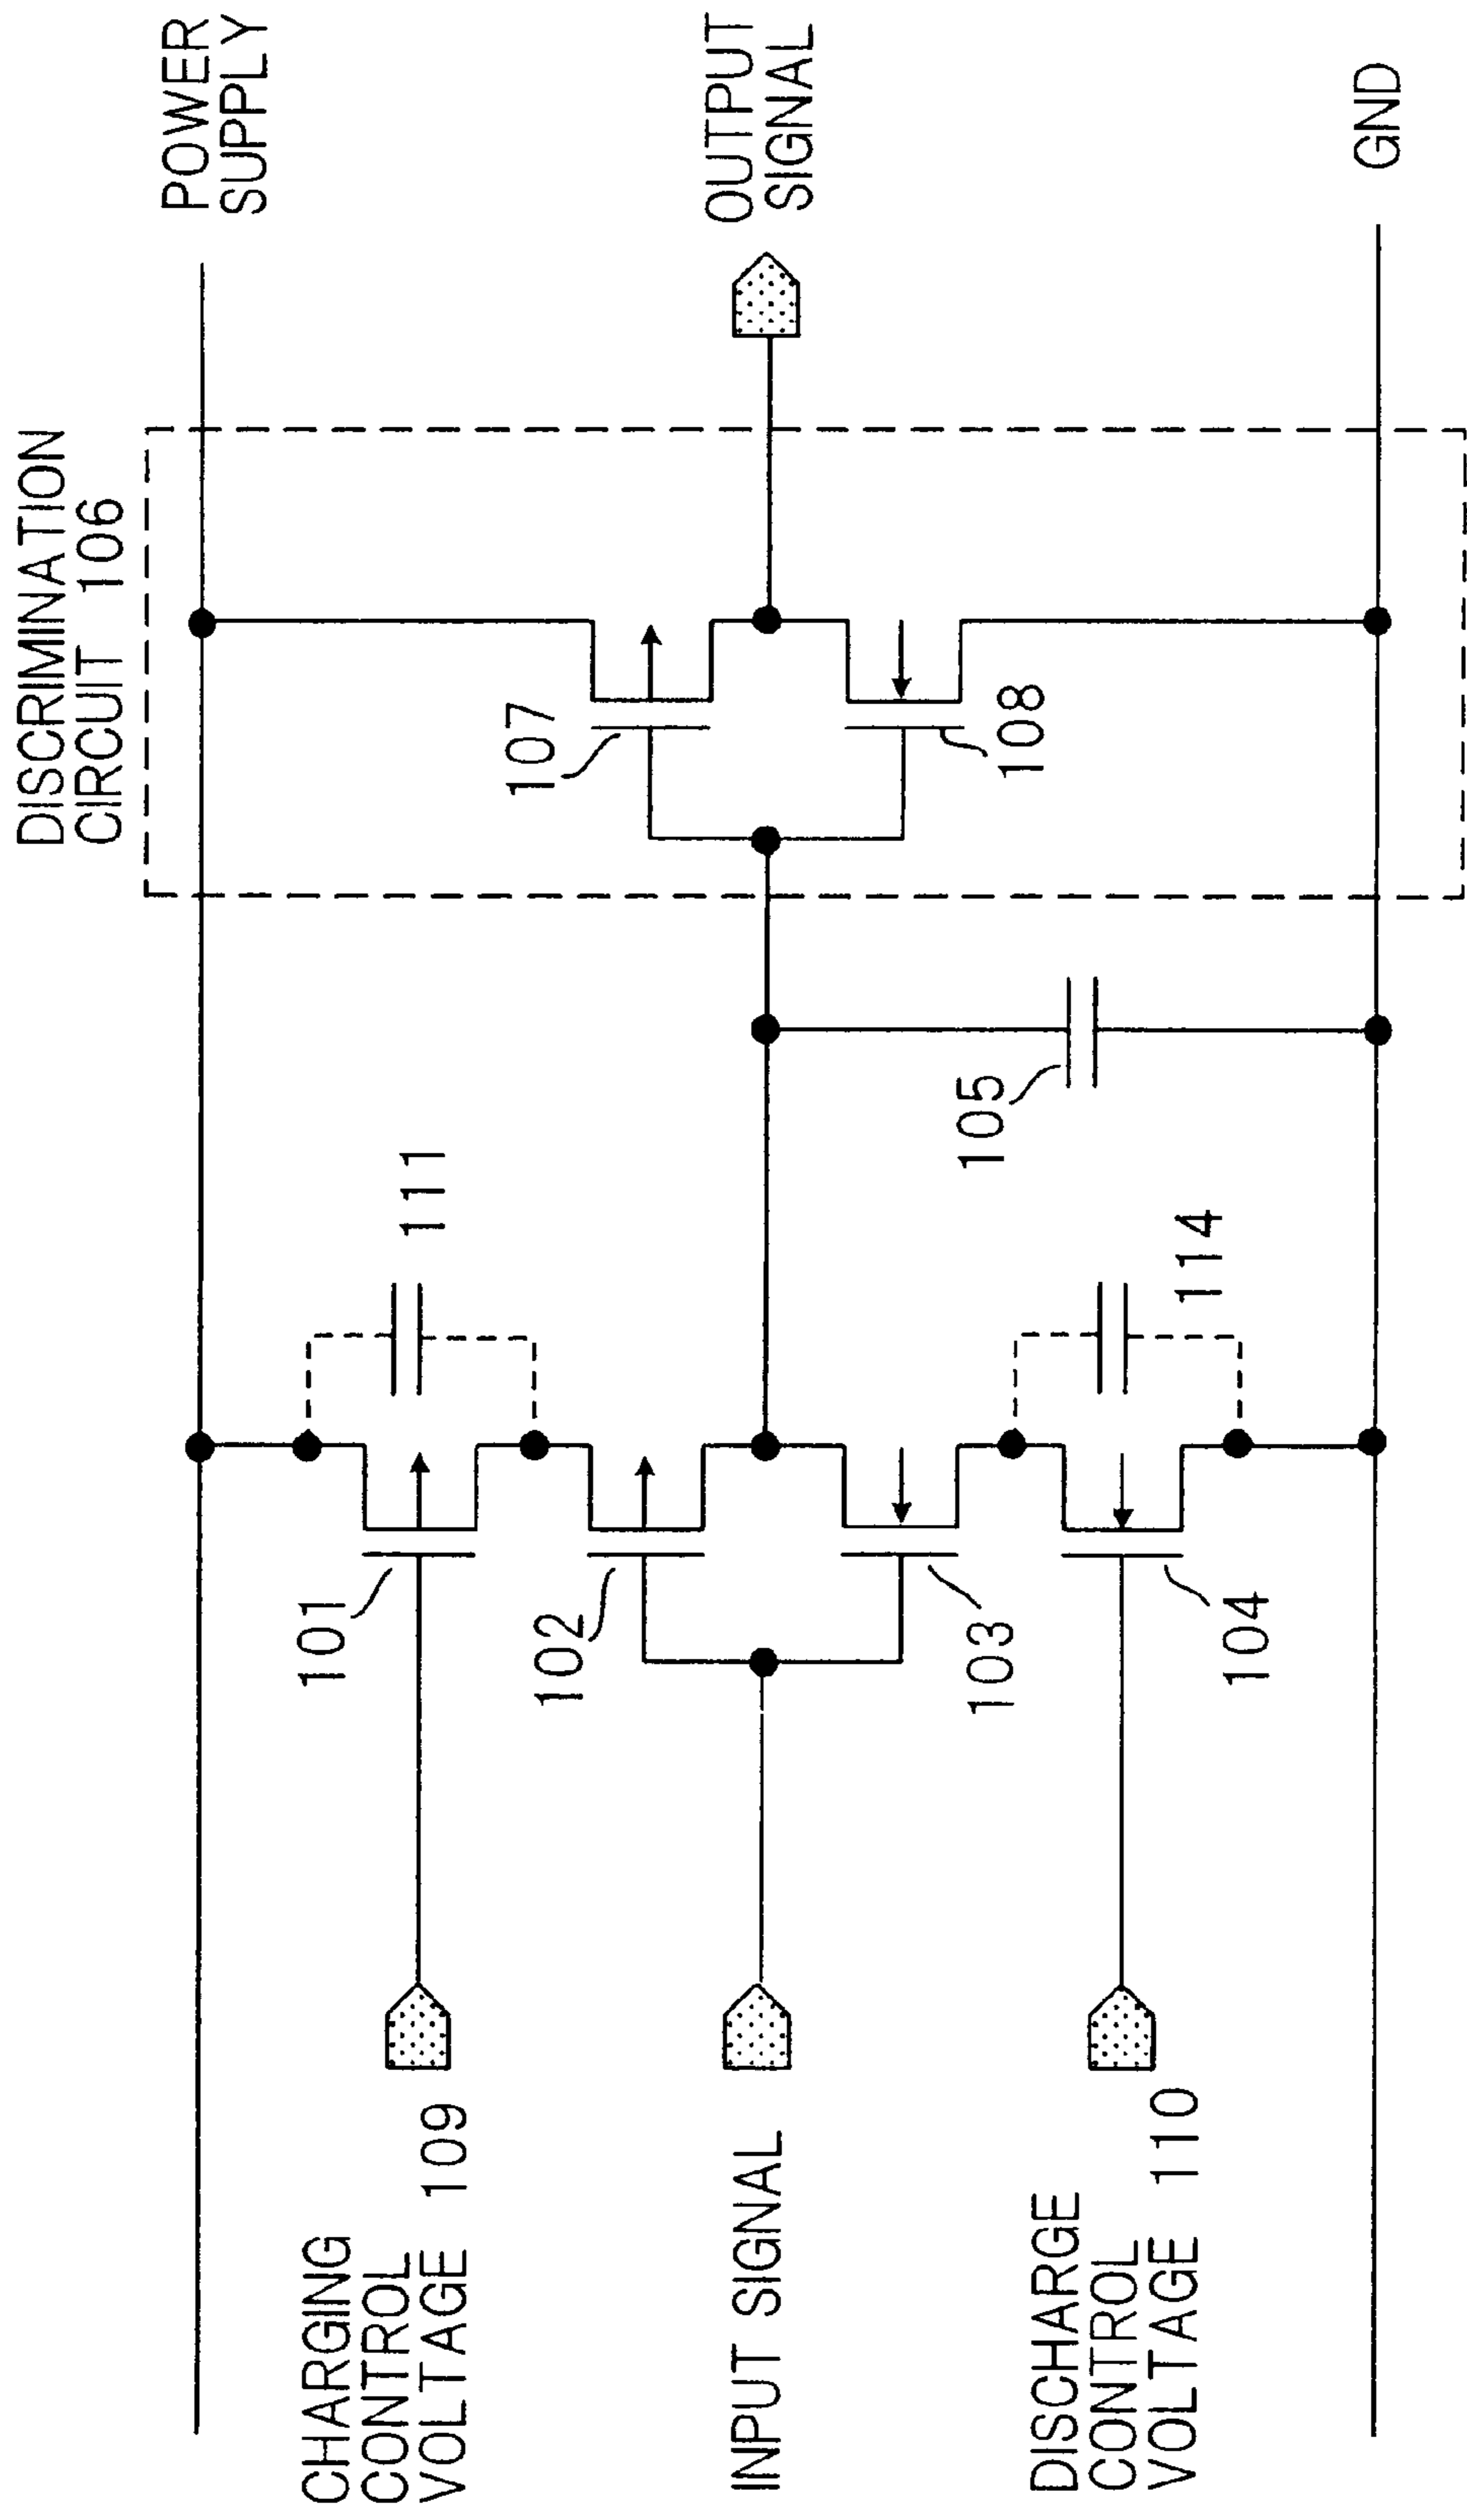 DISCRIMINATION
CIRCUIT 106
POWER
SUPPLY
CHARGING
CONTROL
VOLTAGE 109
101
111
107
102
INPUT SIGNAL
OUTPUT
SIGNAL
103
105
108
DISCHARGE
CONTROL
VOLTAGE 110
104
114
GND